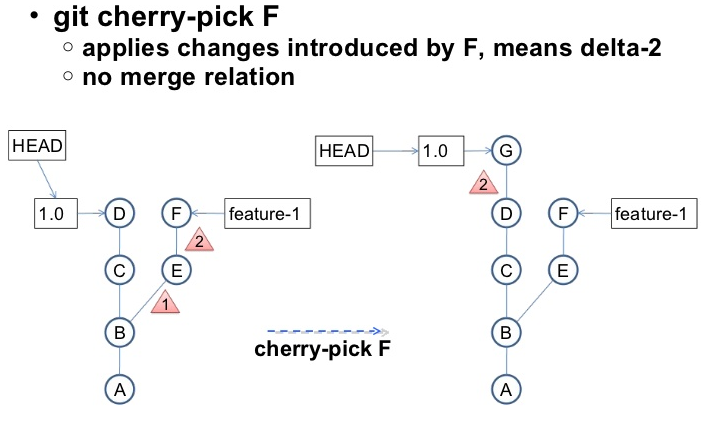 • git cherry-pick F
○ applies changes introduced by F, means delta-2
○ no merge relation
HEAD
1.0
D
F
feature-1
2
C
E
1
B
A
cherry-pick F
HEAD
1.0
G
2
D
F
feature-1
C
E
B
A